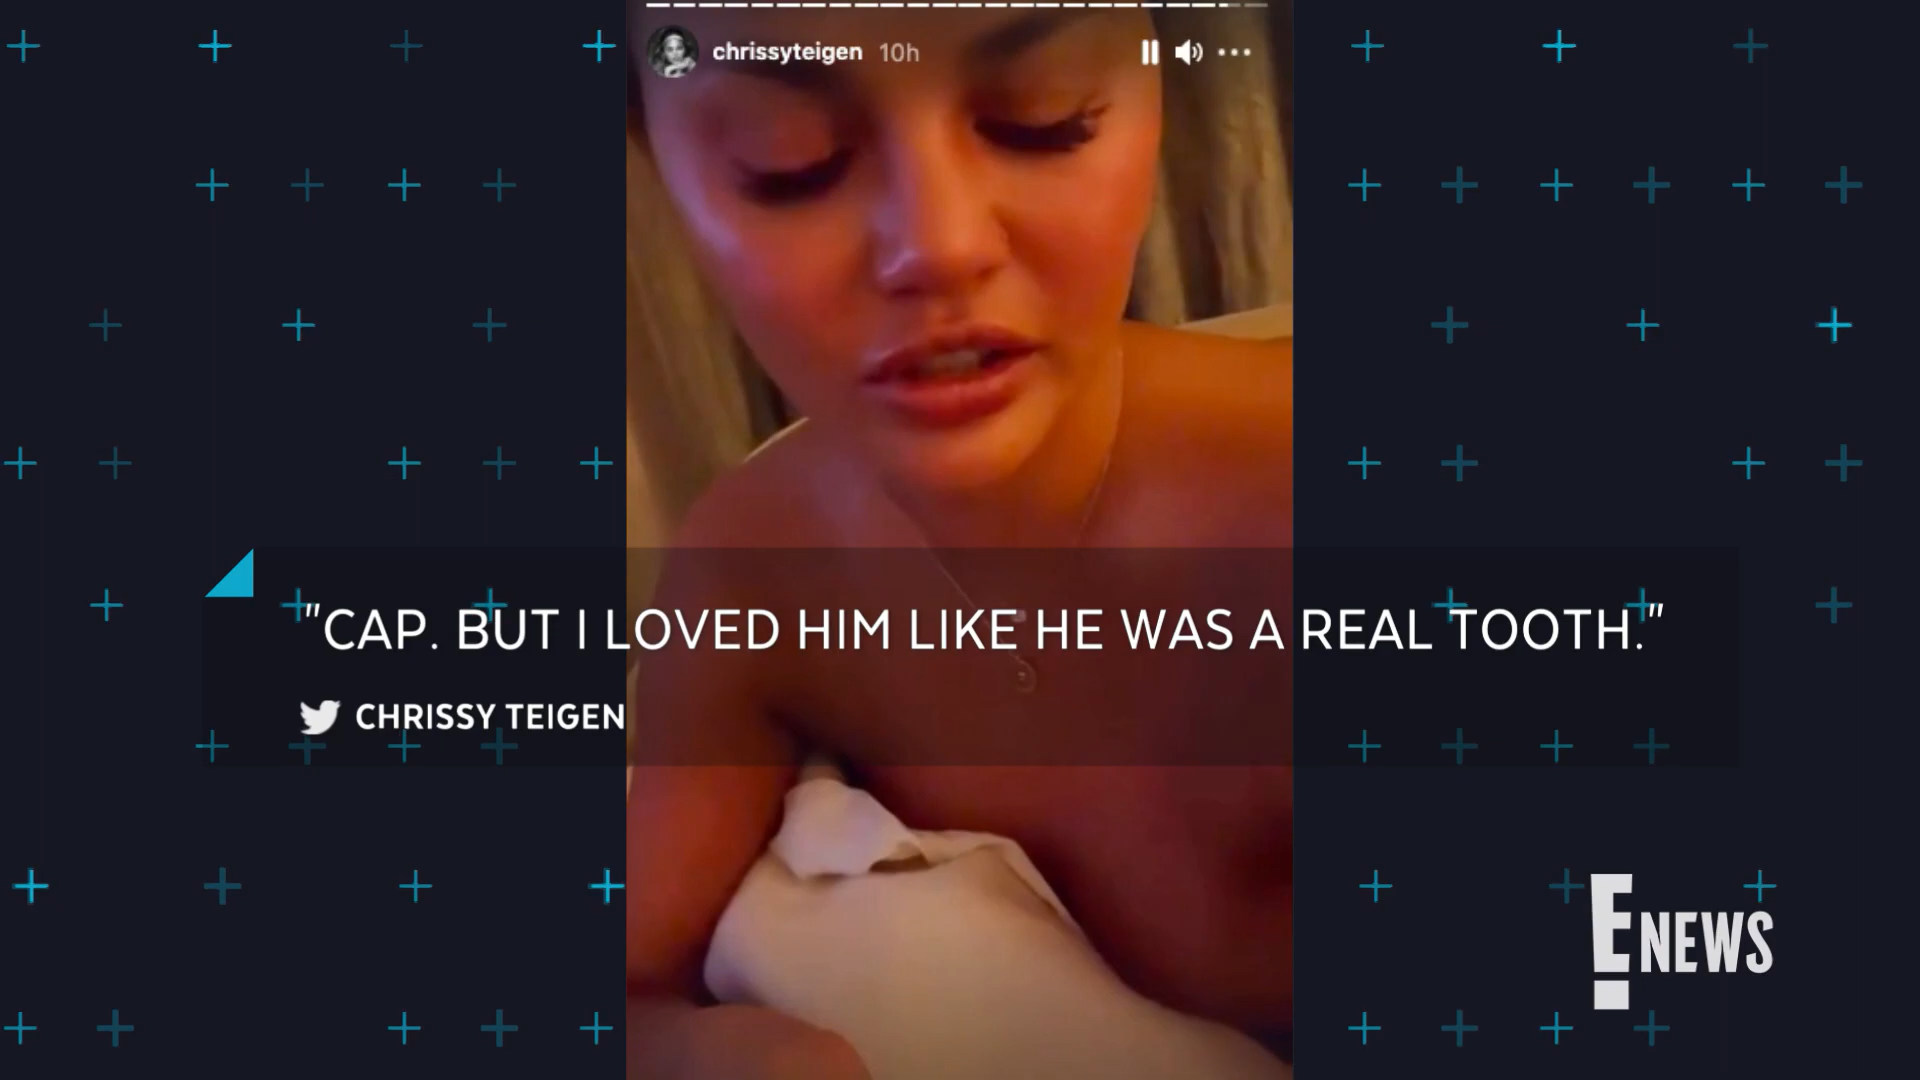 chrissyteigen 10h
"CAP. BUT I LOVED HIM LIKE HE WAS A REAL TOOTH."
CHRISSY TEIGEN
E! NEWS